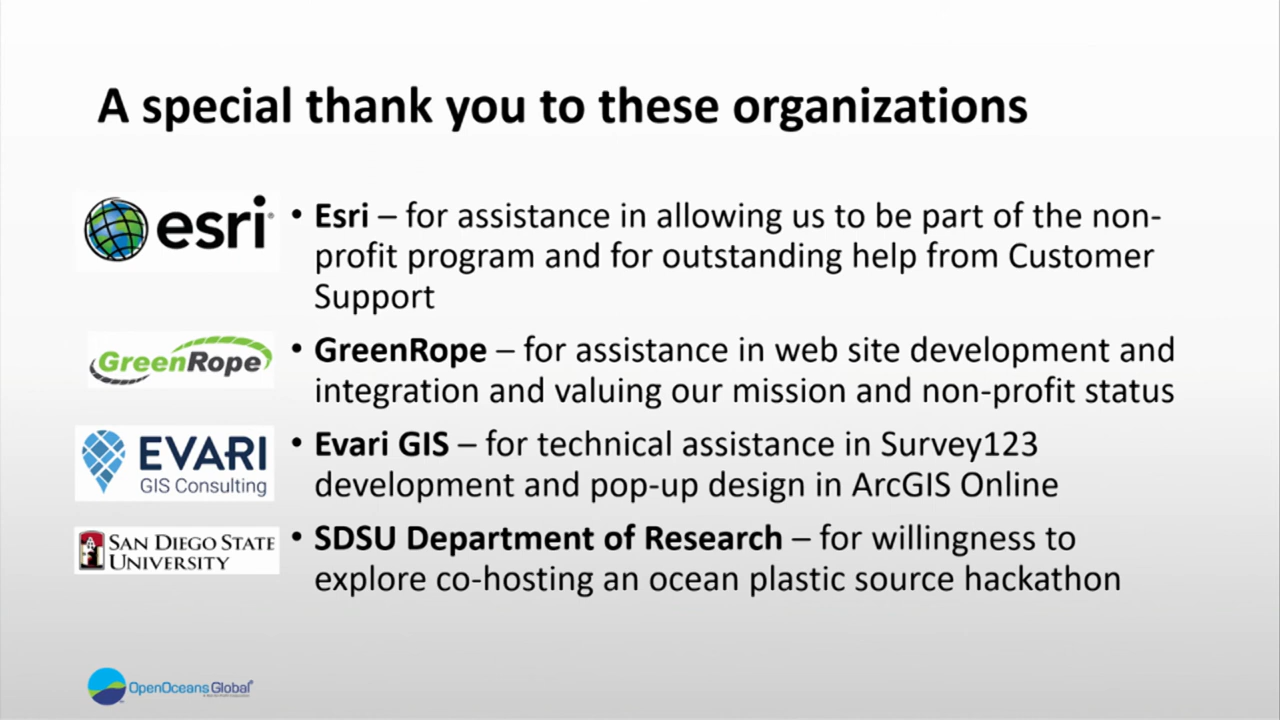 A special thank you to these organizations
esri®
• Esri – for assistance in allowing us to be part of the non-
profit program and for outstanding help from Customer
Support
GreenRope
• GreenRope – for assistance in web site development and
integration and valuing our mission and non-profit status
EVARI
GIS Consulting
• Evari GIS – for technical assistance in Survey123
development and pop-up design in ArcGIS Online
SAN DIEGO STATE
UNIVERSITY
• SDSU Department of Research – for willingness to
explore co-hosting an ocean plastic source hackathon
OpenOceans Global